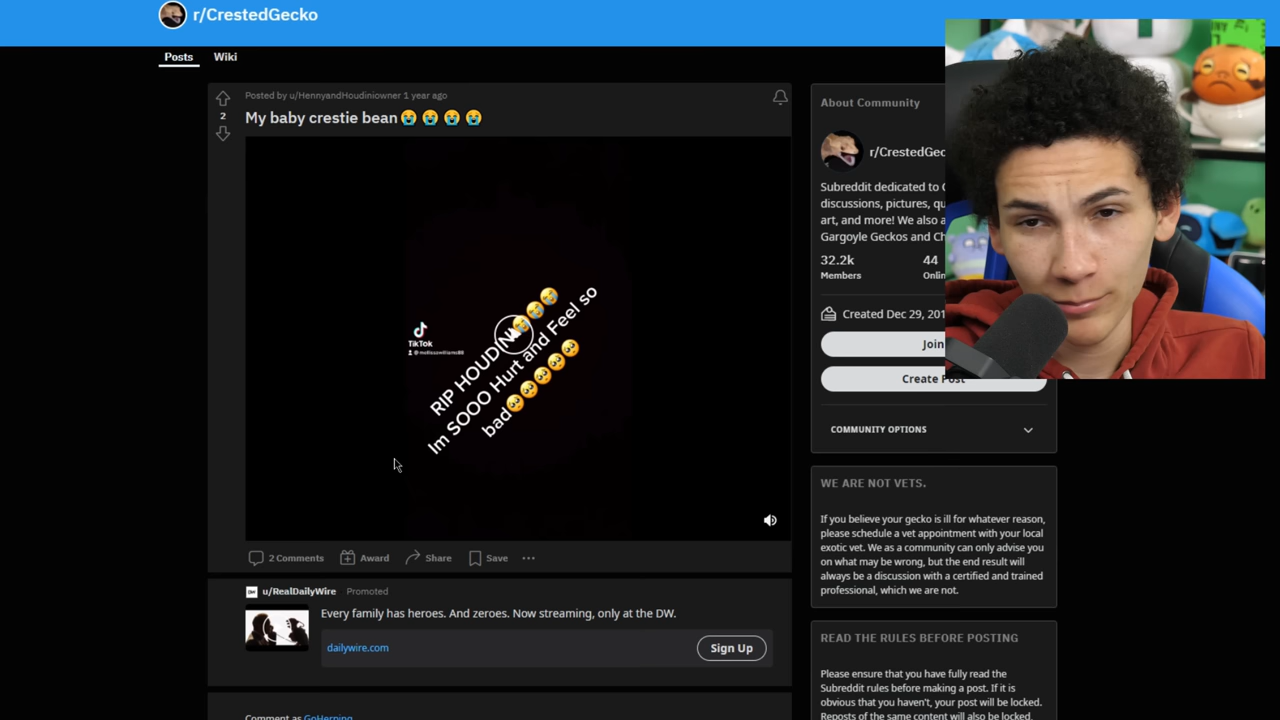 r/CrestedGecko
Posts
Wiki
Posted by u/HennyandHoudiniowner 1 year ago
2
My baby crestie bean😭 😭 😭 😭
TikTok
RIP HOUDINI😭😭😭
Im SOOO Hurt and Feel so
bad🥺🥺🥺🥺🥺
2 Comments
Award
Share
Save
u/RealDailyWire Promoted
Every family has heroes. And zeroes. Now streaming, only at the DW.
dailywire.com
Sign Up
Comment as GoHerping
About Community
r/CrestedGec
Subreddit dedicated to C
discussions, pictures, qu
art, and more! We also a
Gargoyle Geckos and Ch
32.2k
Members
44
Onlin
Created Dec 29, 201
Join
Create Post
COMMUNITY OPTIONS
WE ARE NOT VETS.
If you believe your gecko is ill for whatever reason,
please schedule a vet appointment with your local
exotic vet. We as a community can only advise you
on what may be wrong, but the end result will
always be a discussion with a certified and trained
professional, which we are not.
READ THE RULES BEFORE POSTING
Please ensure that you have fully read the
Subreddit rules before making a post. If it is
obvious that you haven't, your post will be locked.
Reposts of the same content will also be locked.